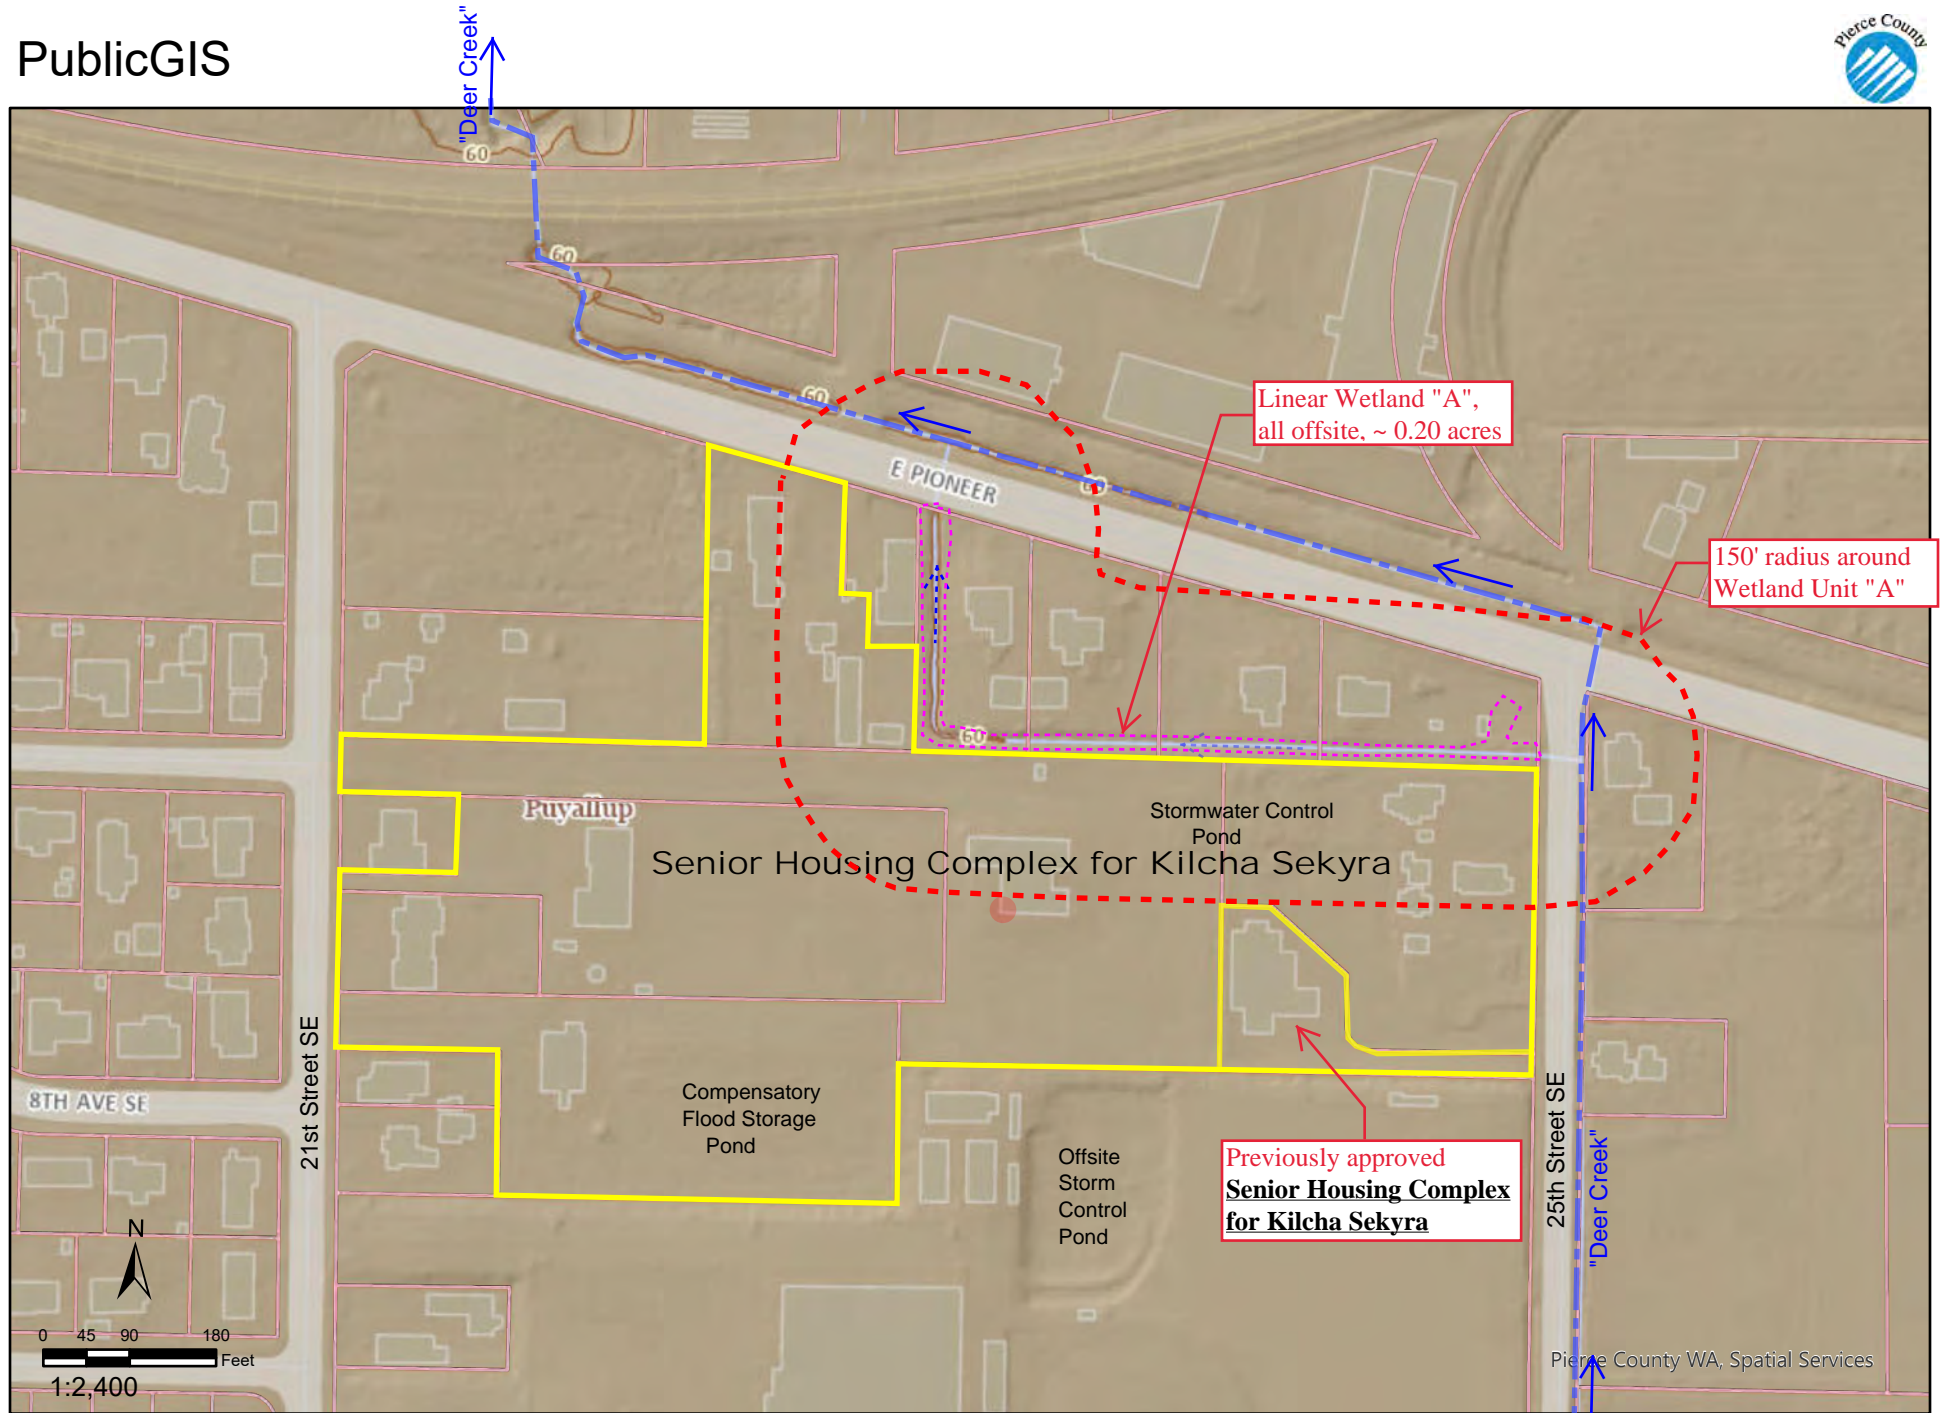 PublicGIS
Pierce County
"Deer Creek"
60
60
60
60
Linear Wetland "A",
all offsite, ~ 0.20 acres
E PIONEER
150' radius around
Wetland Unit "A"
60
Puyallup
Stormwater Control
Pond
Senior Housing Complex for Kilcha Sekyra
21st Street SE
8TH AVE SE
Compensatory
Flood Storage
Pond
Offsite
Storm
Control
Pond
Previously approved
Senior Housing Complex
for Kilcha Sekyra
25th Street SE
"Deer Creek"
N
0 45 90 180
Feet
1:2,400
Pierce County WA, Spatial Services